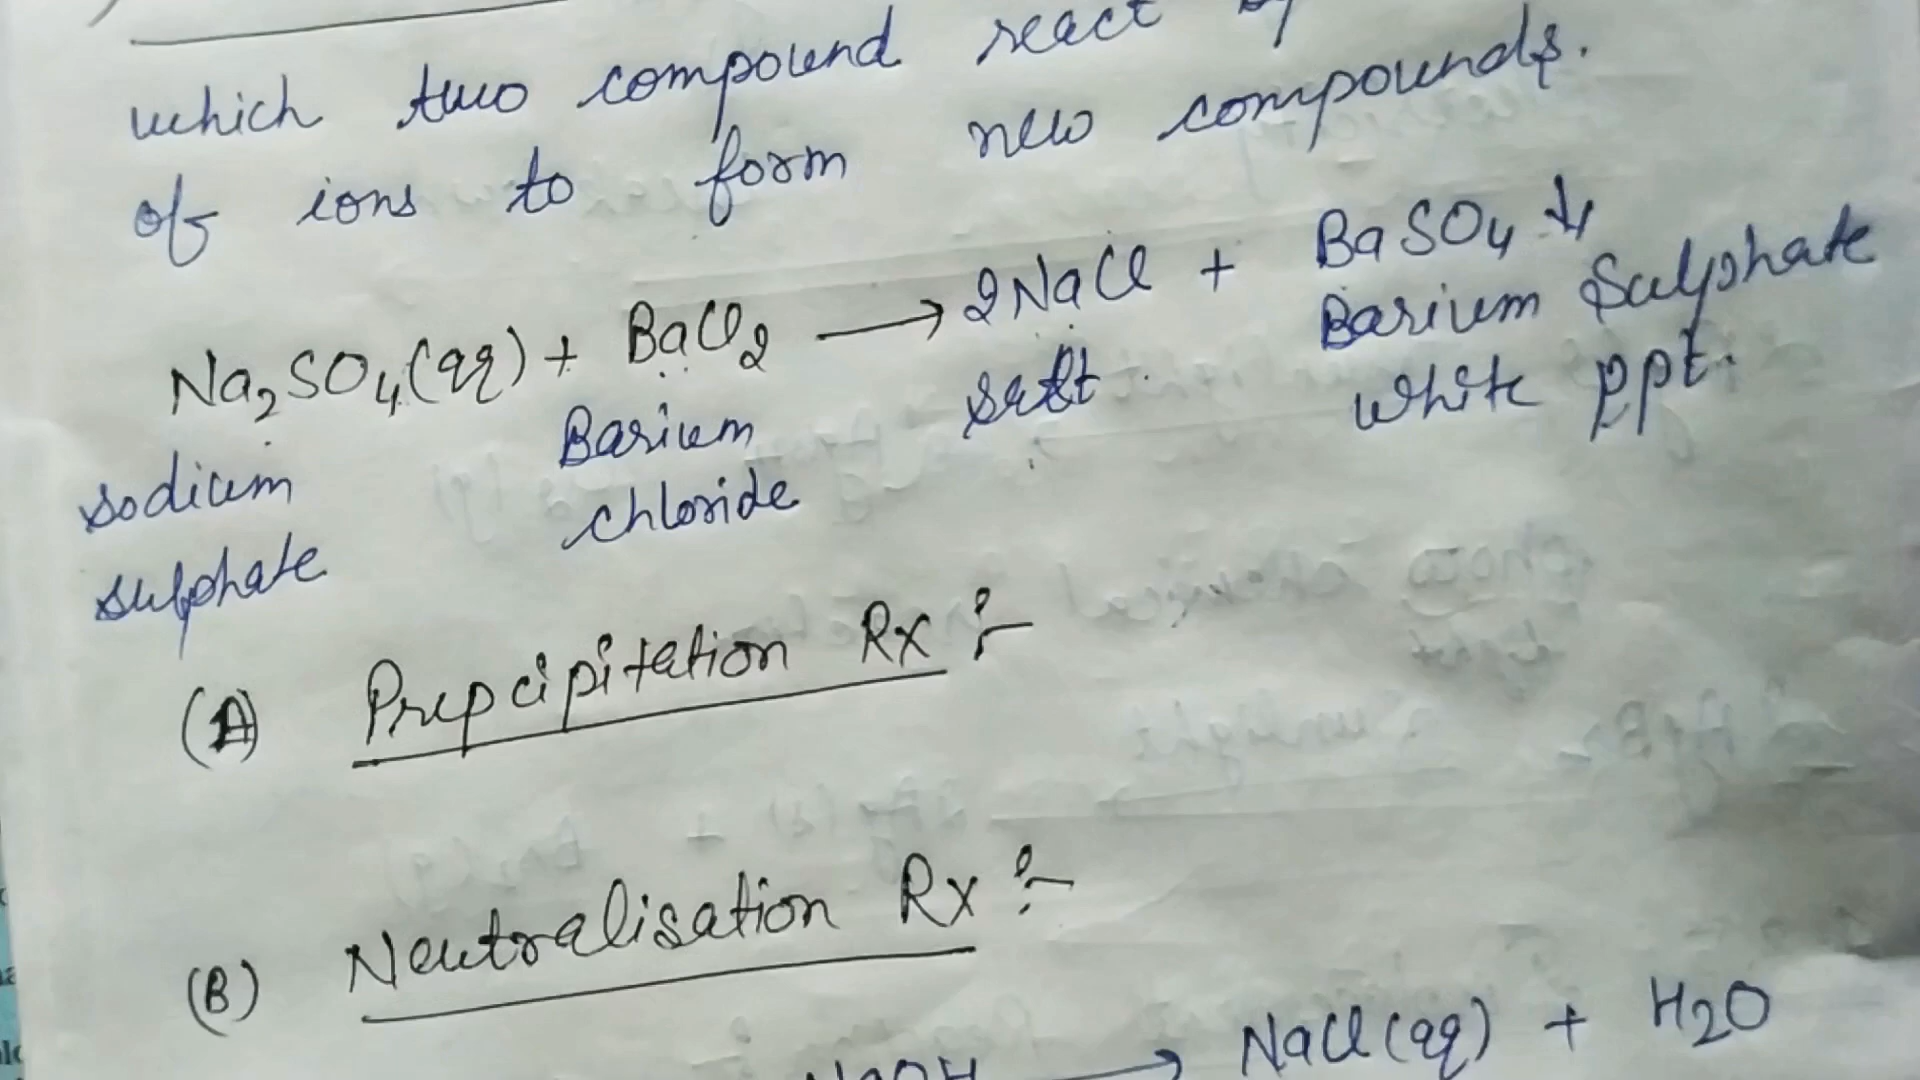 which two compound react
of ions to form new compounds.
Na2SO4(aq) + BaCl2 → 2NaCl + BaSO4 ↓
sodium sulphate
Barium chloride
salt
Barium Sulphate
white ppt.
(A) Prepcipitation Rx :-
(B) Neutralisation Rx :-
NaOH → NaCl(aq) + H2O